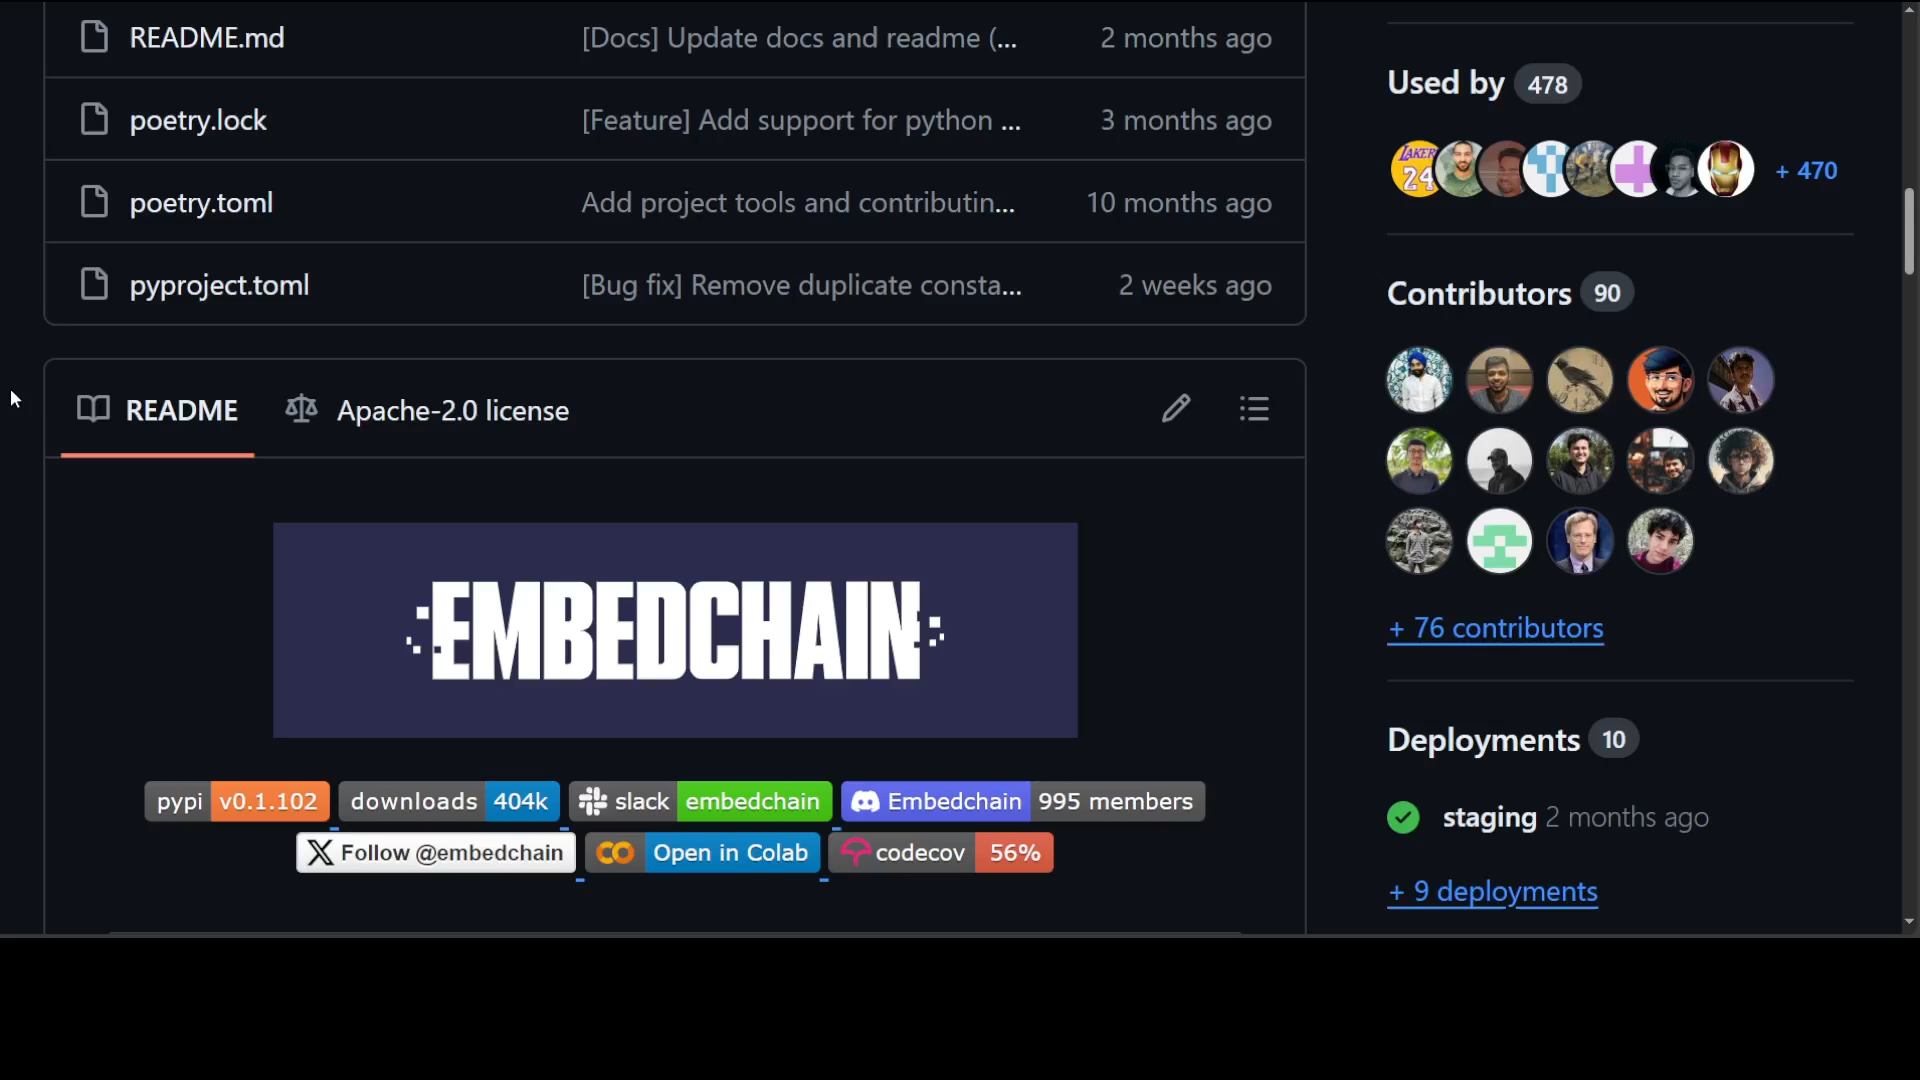 README.md [Docs] Update docs and readme (... 2 months ago
poetry.lock [Feature] Add support for python ... 3 months ago
poetry.toml Add project tools and contributin... 10 months ago
pyproject.toml [Bug fix] Remove duplicate consta... 2 weeks ago
README Apache-2.0 license
EMBEDCHAIN
pypi v0.1.102 downloads 404k slack embedchain Embedchain 995 members
Follow @embedchain Open in Colab codecov 56%
Used by 478
LAKERS
24
+ 470
Contributors 90
+ 76 contributors
Deployments 10
staging 2 months ago
+ 9 deployments